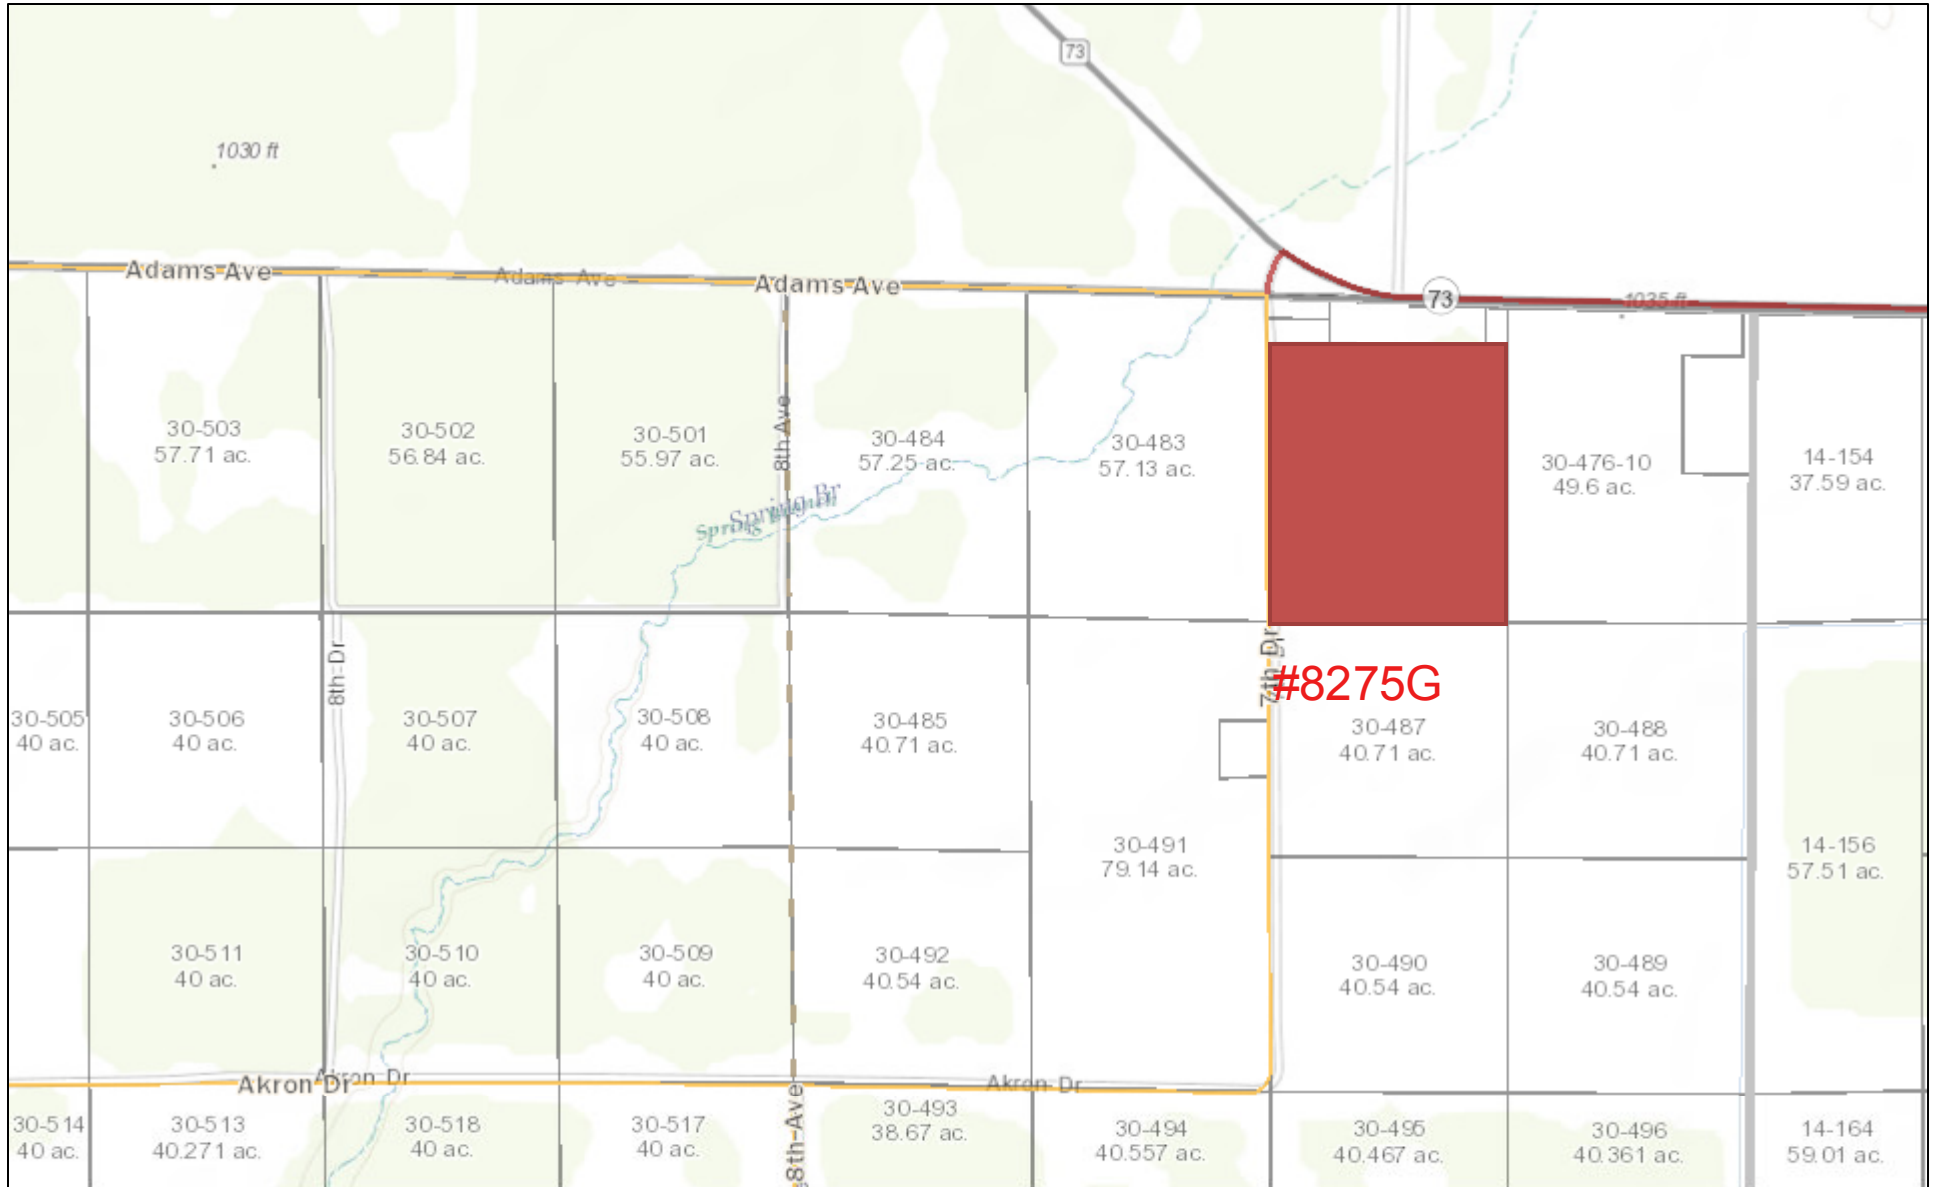 73
1030 ft
Adams Ave
Adams Ave
Adams Ave
73
1035 ft
30-503
57.71 ac.
30-502
56.84 ac.
30-501
55.97 ac.
8th Ave
30-484
57.25 ac.
30-483
57.13 ac.
30-476-10
49.6 ac.
14-154
37.59 ac.
Spring Br
Spring Branch
8th Dr
7th Dr
#8275G
30-505
40 ac.
30-506
40 ac.
30-507
40 ac.
30-508
40 ac.
30-485
40.71 ac.
30-487
40.71 ac.
30-488
40.71 ac.
30-491
79.14 ac.
14-156
57.51 ac.
30-511
40 ac.
30-510
40 ac.
30-509
40 ac.
30-492
40.54 ac.
30-490
40.54 ac.
30-489
40.54 ac.
Akron Dr
Akron Dr
Akron Dr
8th Ave
30-514
40 ac.
30-513
40.271 ac.
30-518
40 ac.
30-517
40 ac.
30-493
38.67 ac.
30-494
40.557 ac.
30-495
40.467 ac.
30-496
40.361 ac.
14-164
59.01 ac.